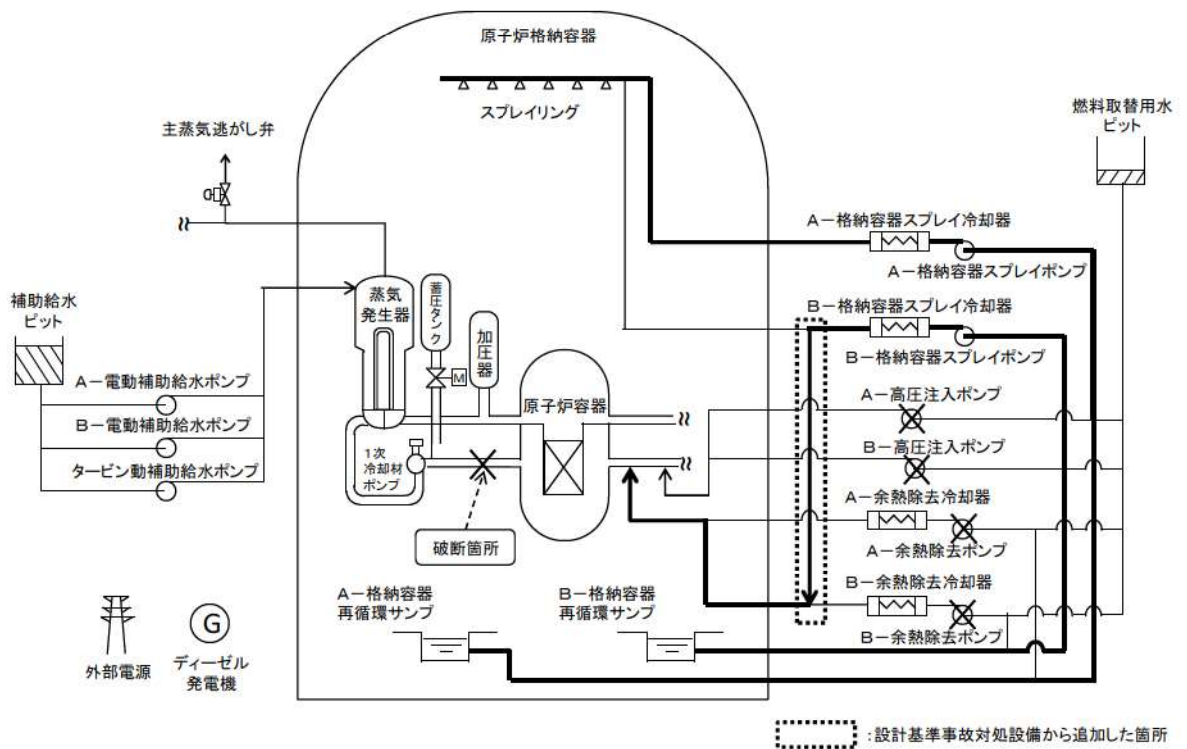 原子炉格納容器
スプレイリング
主蒸気逃がし弁
燃料取替用水
ピット
A-格納容器スプレイ冷却器
A-格納容器スプレイポンプ
補助給水
ピット
蒸気
発生器
蓄圧タンク
加圧器
M
B-格納容器スプレイ冷却器
B-格納容器スプレイポンプ
A-電動補助給水ポンプ
B-電動補助給水ポンプ
タービン動補助給水ポンプ
原子炉容器
1次
冷却材
ポンプ
A-高圧注入ポンプ
B-高圧注入ポンプ
A-余熱除去冷却器
A-余熱除去ポンプ
破断箇所
B-余熱除去冷却器
B-余熱除去ポンプ
A-格納容器
再循環サンプ
B-格納容器
再循環サンプ
外部電源
G
ディーゼル
発電機
:設計基準事故対処設備から追加した箇所